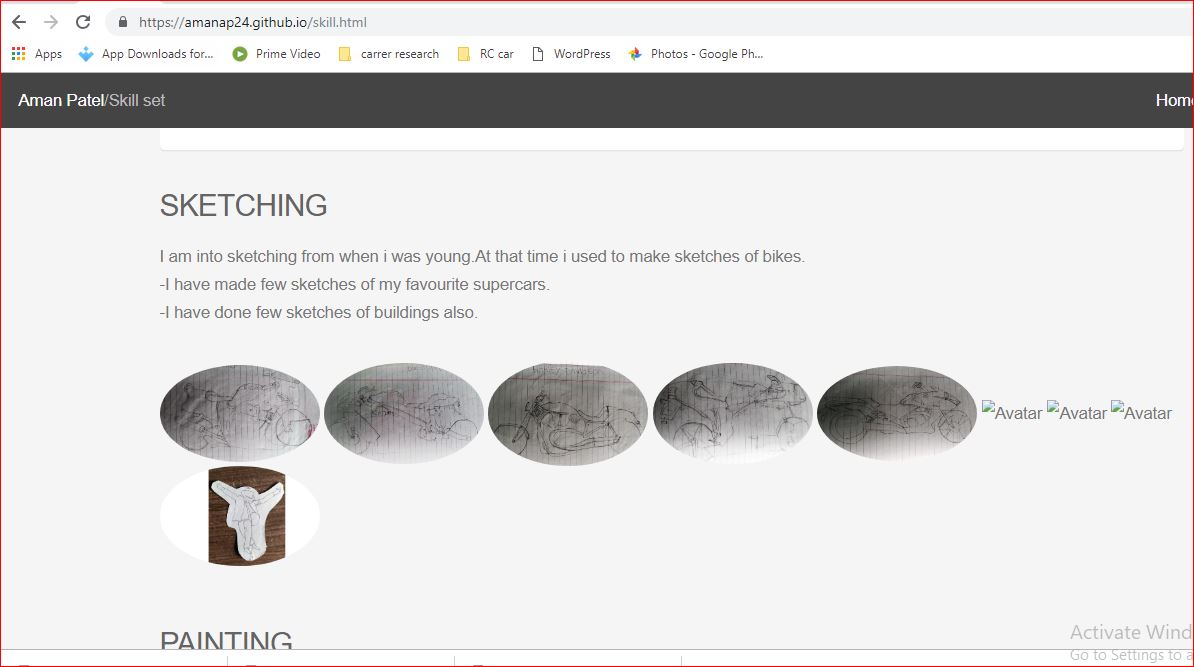 https://amanap24.github.io/skill.html
Apps App Downloads for... Prime Video carrer research RC car WordPress Photos - Google Ph...
Aman Patel/Skill set Home
SKETCHING
I am into sketching from when i was young.At that time i used to make sketches of bikes.
-I have made few sketches of my favourite supercars.
-I have done few sketches of buildings also.
Avatar Avatar Avatar
PAINTING
Activate Wind
Go to Settings to a